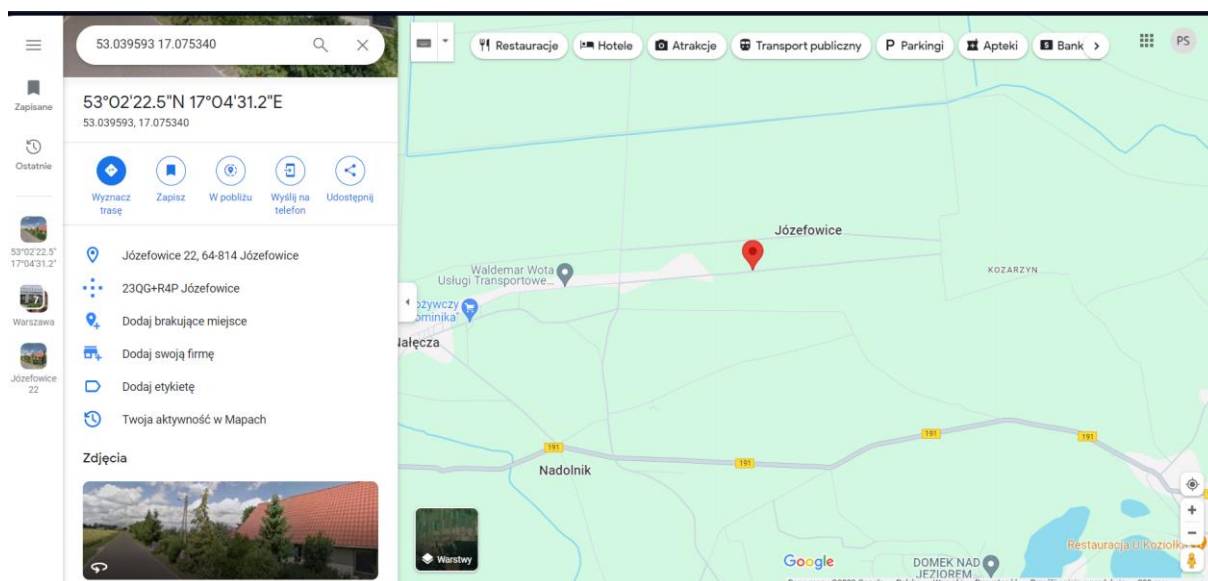 53.039593 17.075340
Restauracje
Hotele
Atrakcje
Transport publiczny
P Parkingi
Apteki
Bank
PS
Zapisane
Ostatnie
53°02'22.5"
17°04'31.2"
7
Warszawa
Józefowice
22
53°02'22.5"N 17°04'31.2"E
53.039593, 17.075340
Wyznacz
trasę
Zapisz
W pobliżu
Wyślij na
telefon
Udostępnij
Józefowice 22, 64-814 Józefowice
23QG+R4P Józefowice
Dodaj brakujące miejsce
Dodaj swoją firmę
Dodaj etykietę
Twoja aktywność w Mapach
Zdjęcia
Józefowice
Waldemar Wota
Usługi Transportowe...
KOZARZYN
ożywczy
ominika"
Nałęcza
191
191
191
Nadolnik
Warstwy
Google
DOMEK NAD
JEZIOREM
Restauracja U Koziołka